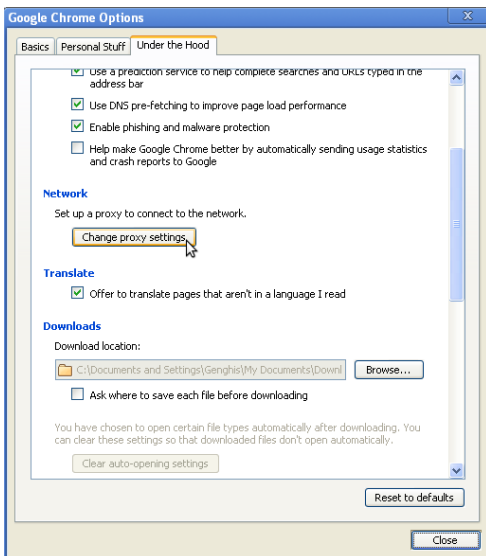 Google Chrome Options
Basics
Personal Stuff
Under the Hood
Use a prediction service to help complete searches and URLs typed in the
address bar
Use DNS pre-fetching to improve page load performance
Enable phishing and malware protection
Help make Google Chrome better by automatically sending usage statistics
and crash reports to Google
Network
Set up a proxy to connect to the network.
Change proxy settings
Translate
Offer to translate pages that aren't in a language I read
Downloads
Download location:
C:\Documents and Settings\Genghis\My Documents\Downl
Browse...
Ask where to save each file before downloading
You have chosen to open certain file types automatically after downloading. You
can clear these settings so that downloaded files don't open automatically.
Clear auto-opening settings
Reset to defaults
Close